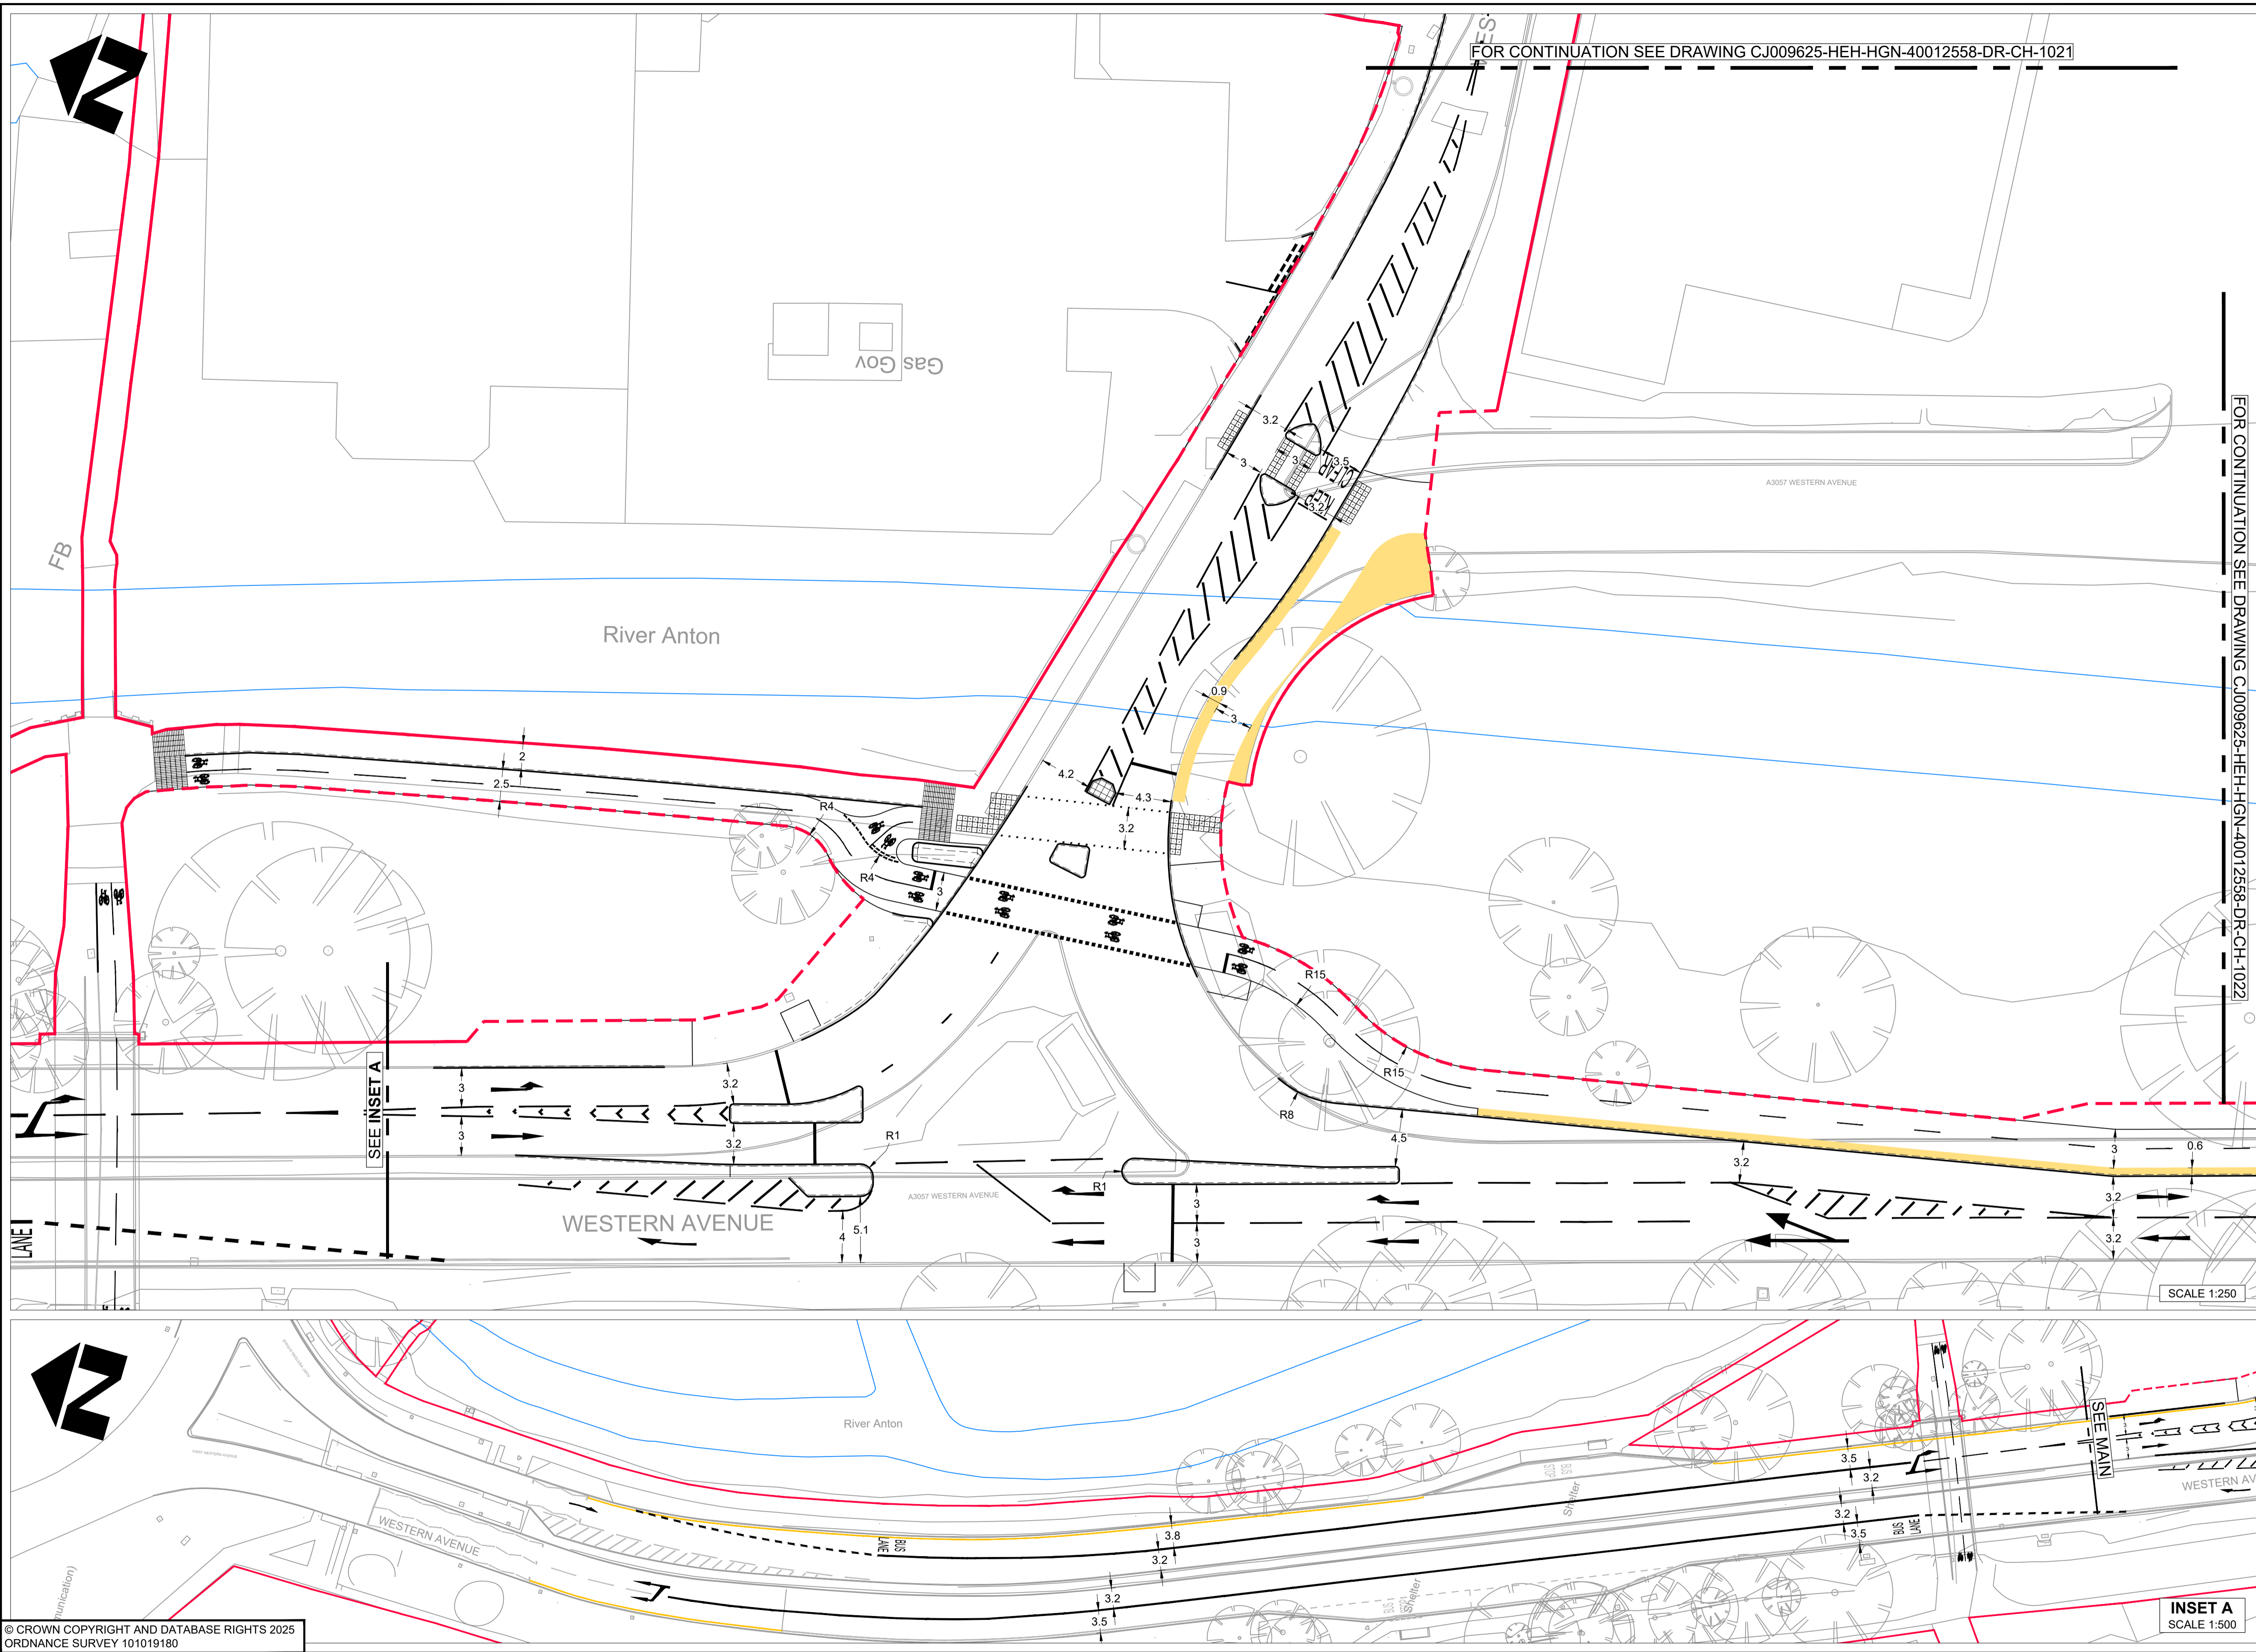 FOR CONTINUATION SEE DRAWING CJ009625-HEH-HGN-40012558-DR-CH-1021
FOR CONTINUATION SEE DRAWING CJ009625-HEH-HGN-40012558-DR-CH-1022
Gas Gov
3.2
3
3
3.5
3.2
A3057 WESTERN AVENUE
FB
River Anton
0.9
3
2
2.5
4.2
4.3
3.2
R4
R4
3
R15
R15
R8
SEE INSET A
3
3
3.2
3.2
R1
R1
4.5
3.2
3
0.6
3.2
3.2
A3057 WESTERN AVENUE
WESTERN AVENUE
4
5.1
3
3
LANE
SCALE 1:250
River Anton
WESTERN AVENUE
BUS
LANE
3.8
3.2
3.2
3.5
BUS
STOP
Shelter
BUS
Shelter
3.5
3.2
3.2
3.5
BUS
LANE
SEE MAIN
WESTERN AV
INSET A
SCALE 1:500
© CROWN COPYRIGHT AND DATABASE RIGHTS 2025
ORDNANCE SURVEY 101019180